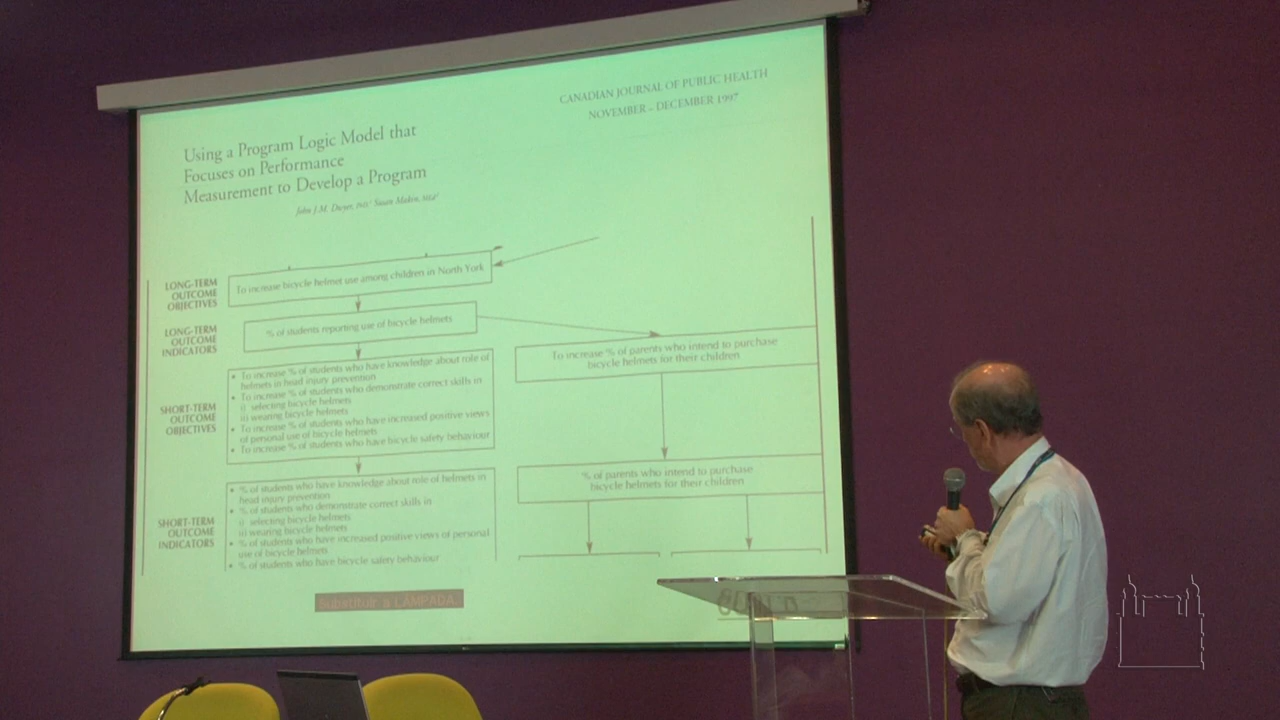 CANADIAN JOURNAL OF PUBLIC HEALTH
NOVEMBER – DECEMBER 1997
Using a Program Logic Model that
Focuses on Performance
Measurement to Develop a Program
John J.M. Dwyer, PhD, Susan Makin,
LONG-TERM
OUTCOME
OBJECTIVES
To increase bicycle helmet use among children in North York
LONG-TERM
OUTCOME
INDICATORS
% of students reporting use of bicycle helmets
To increase % of parents who intend to purchase
bicycle helmets for their children
SHORT-TERM
OUTCOME
OBJECTIVES
• To increase % of students who have knowledge about role of
helmets in head injury prevention
• To increase % of students who demonstrate correct skills in
i) selecting bicycle helmets
ii) wearing bicycle helmets
• To increase % of students who have increased positive views
of personal use of bicycle helmets
• To increase % of students who have bicycle safety behaviour
% of parents who intend to purchase
bicycle helmets for their children
SHORT-TERM
OUTCOME
INDICATORS
• % of students who have knowledge about role of helmets in
head injury prevention
• % of students who demonstrate correct skills in
i) selecting bicycle helmets
ii) wearing bicycle helmets
• % of students who have increased positive views of personal
use of bicycle helmets
• % of students who have bicycle safety behaviour
Substituir a LÂMPADA.